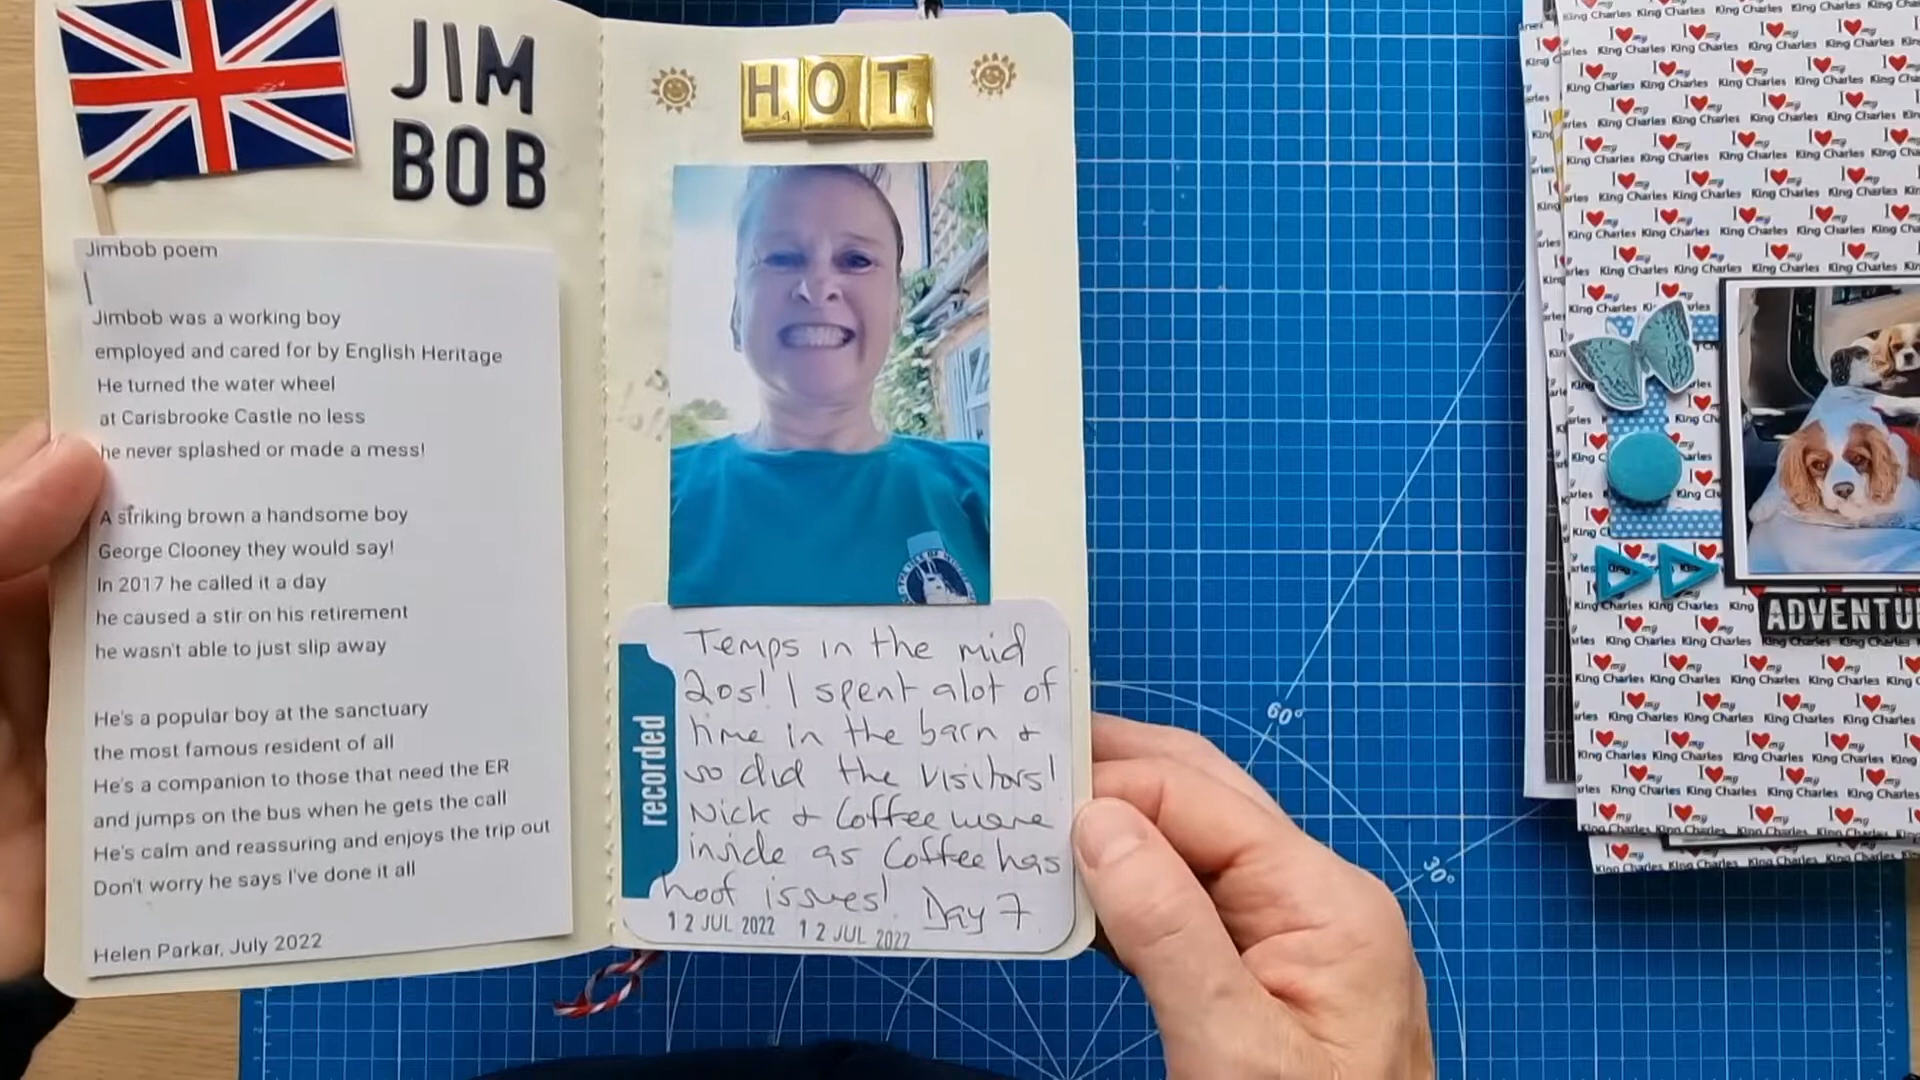 JIM
BOB
Jimbob poem
Jimbob was a working boy
employed and cared for by English Heritage
He turned the water wheel
at Carisbrooke Castle no less
he never splashed or made a mess!
A striking brown a handsome boy
George Clooney they would say!
In 2017 he called it a day
he caused a stir on his retirement
he wasn't able to just slip away
He's a popular boy at the sanctuary
the most famous resident of all
He's a companion to those that need the ER
and jumps on the bus when he gets the call
He's calm and reassuring and enjoys the trip out
Don't worry he says I've done it all
Helen Parkar, July 2022
HOT
recorded
Temps in the mid
20s! I spent alot of
time in the barn &
so did the visitors!
Nick & Coffee were
inside as Coffee has
hoof issues! Day 7
12 JUL 2022 12 JUL 2022
60°
30°
I my King Charles
ADVENTU